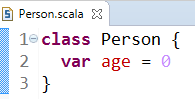 Person.scala
1 class Person {
2   var age = 0
3 }